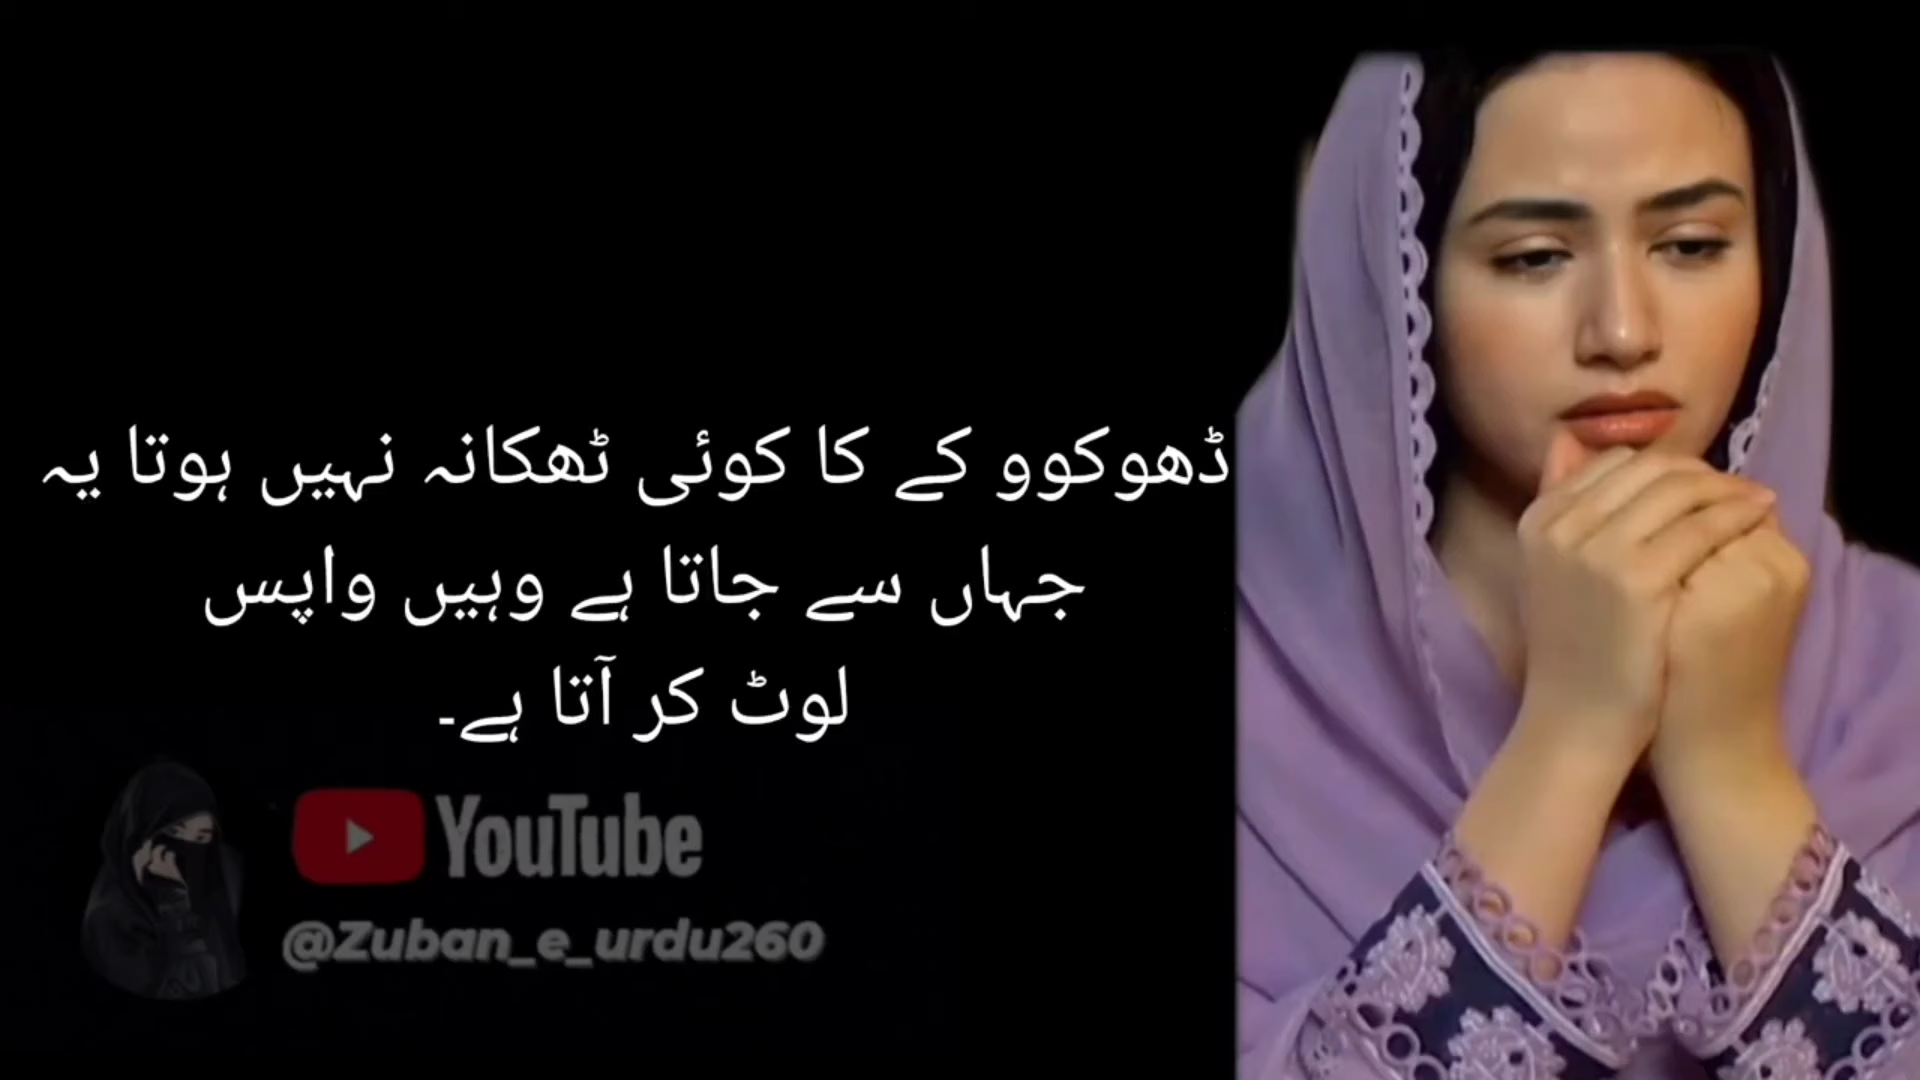 ڈھوکوو کے کا کوئی ٹھکانہ نہیں ہوتا یہ
جہاں سے جاتا ہے وہیں واپس
لوٹ کر آتا ہے۔
YouTube
@Zuban_e_urdu260